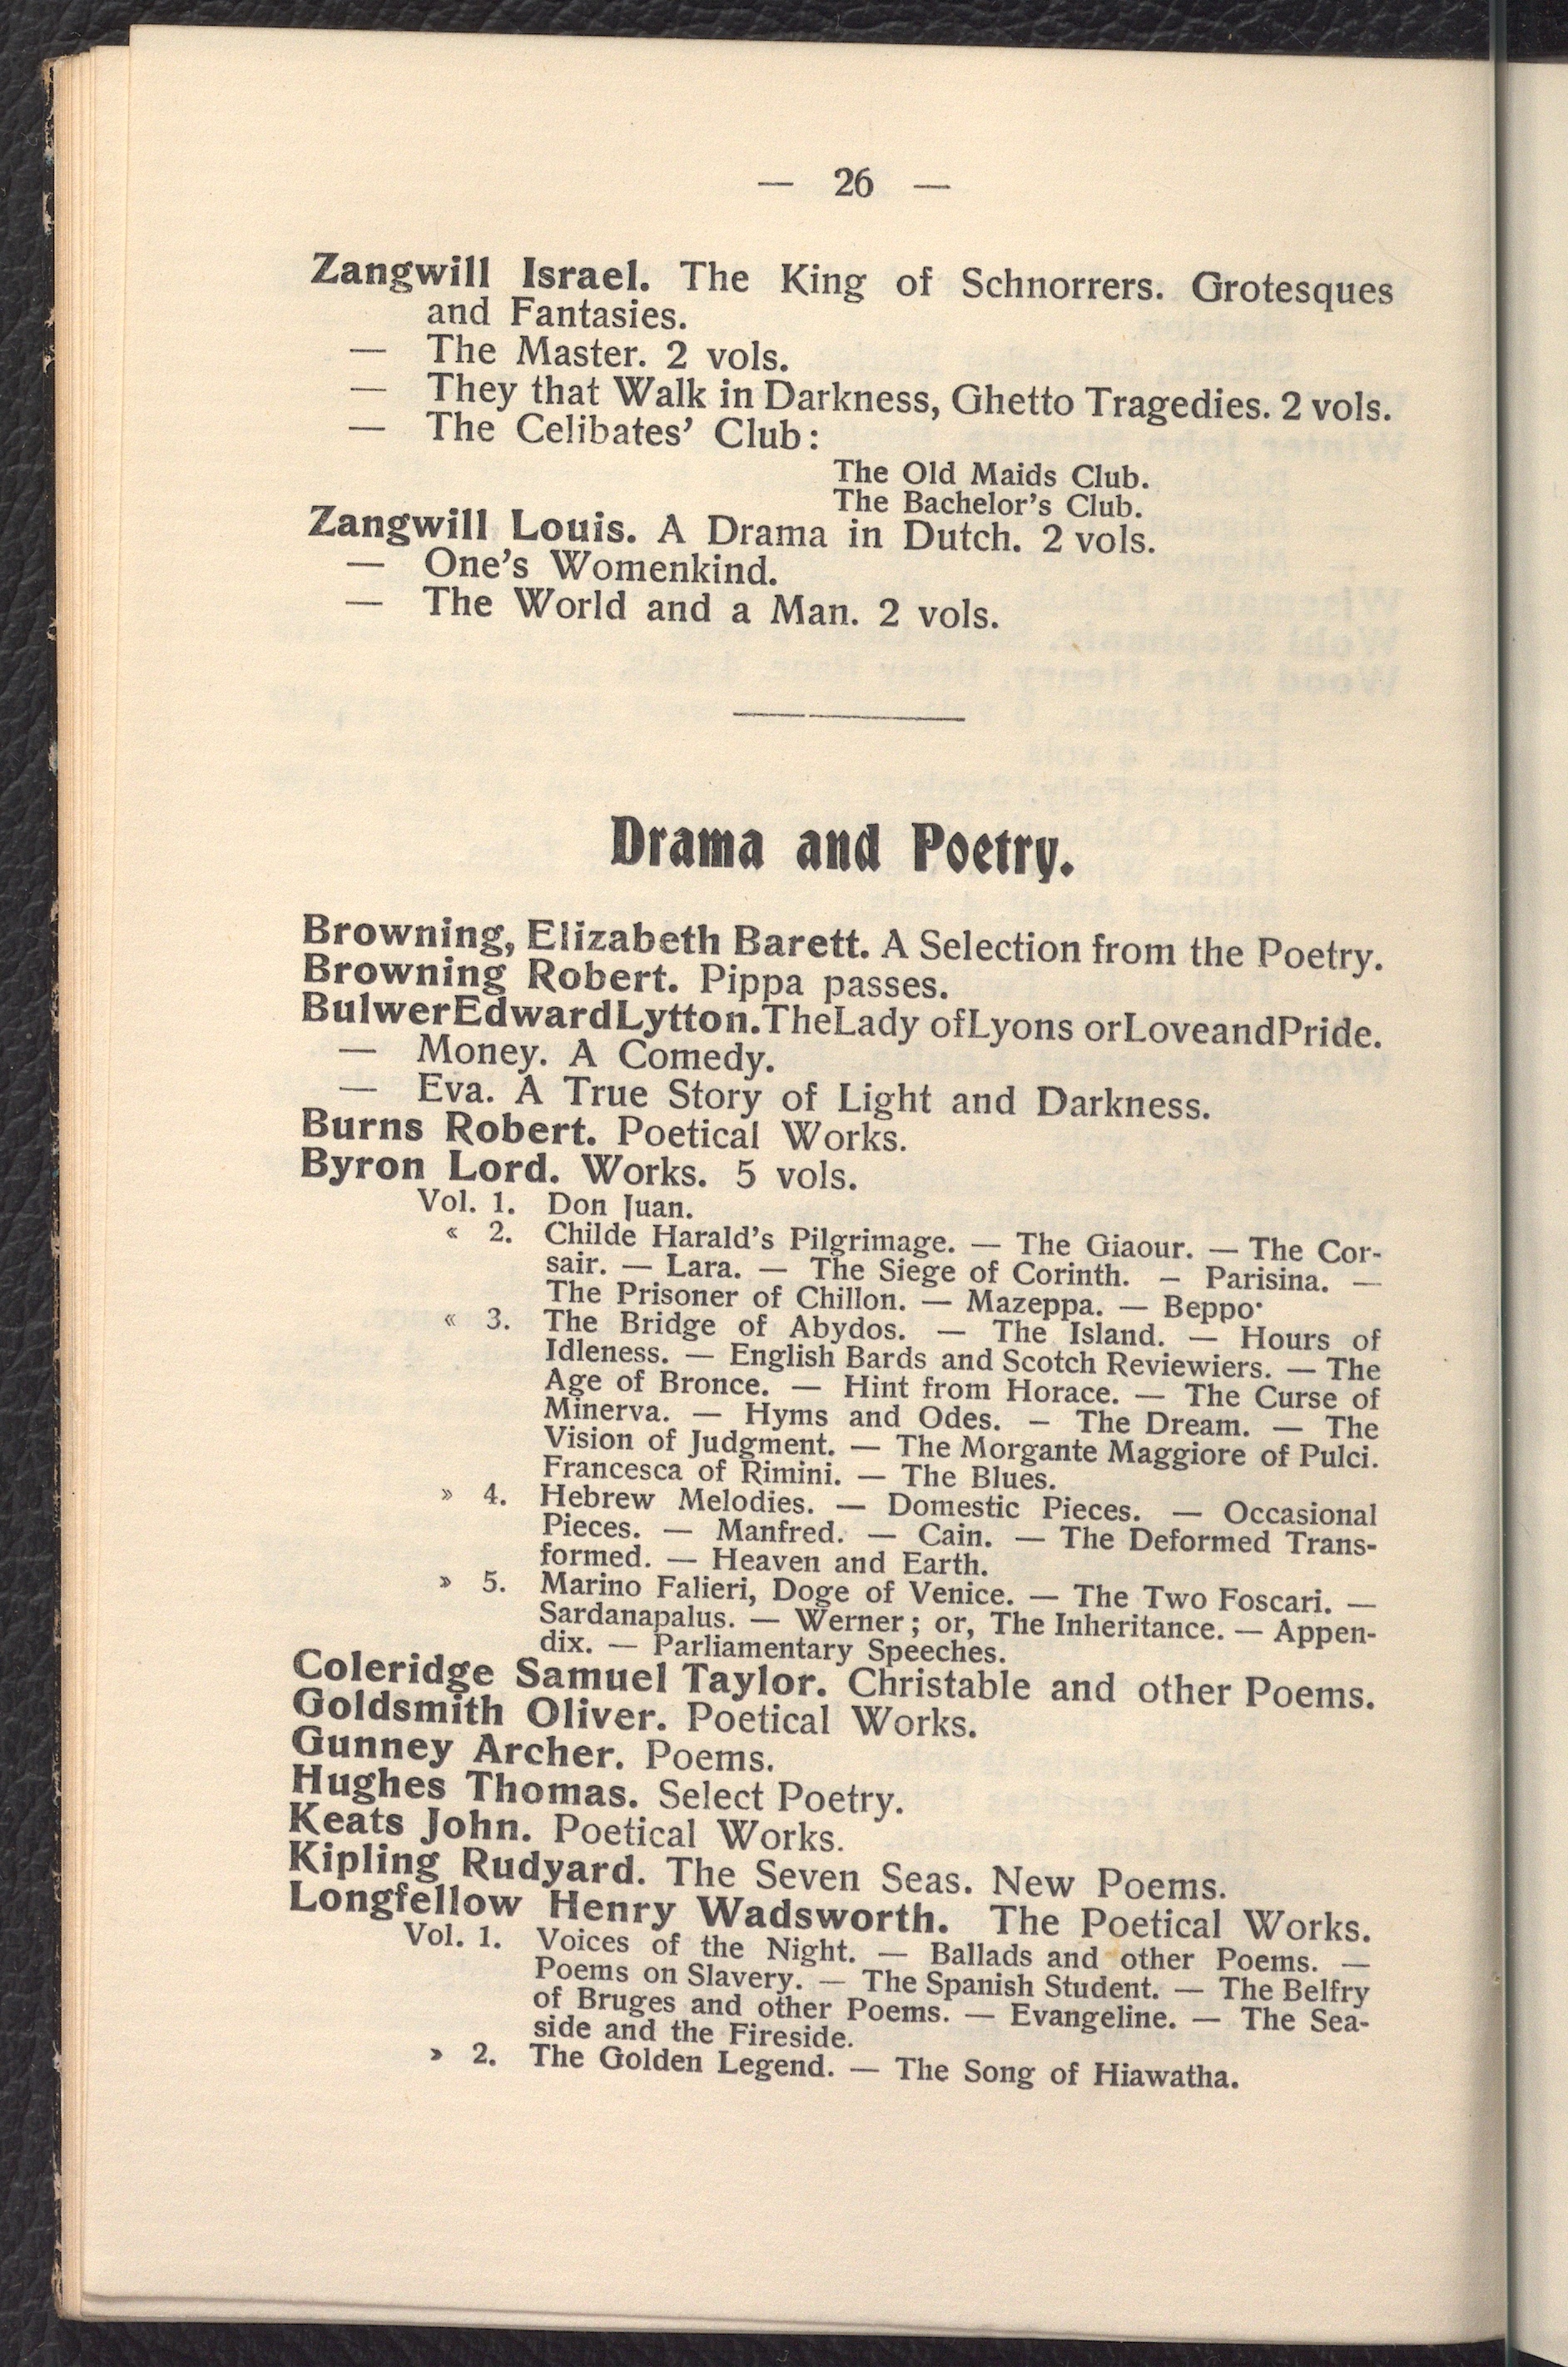 — 26 —
Zangwill Israel. The King of Schnorrers. Grotesques
and Fantasies.
— The Master. 2 vols.
— They that Walk in Darkness, Ghetto Tragedies. 2 vols.
— The Celibates’ Club:
The Old Maids Club.
The Bachelor’s Club.
Zangwill Louis. A Drama in Dutch. 2 vols.
— One’s Womenkind.
— The World and a Man. 2 vols.
Drama and Poetry.
Browning, Elizabeth Barett. A Selection from the Poetry.
Browning Robert. Pippa passes.
Bulwer Edward Lytton. The Lady of Lyons or Love and Pride.
— Money. A Comedy.
— Eva. A True Story of Light and Darkness.
Burns Robert. Poetical Works.
Byron Lord. Works. 5 vols.
Vol. 1. Don Juan.
« 2. Childe Harald’s Pilgrimage. — The Giaour. — The Cor-
sair. — Lara. — The Siege of Corinth. – Parisina. —
The Prisoner of Chillon. — Mazeppa. — Beppo·
« 3. The Bridge of Abydos. — The Island. — Hours of
Idleness. — English Bards and Scotch Reviewiers. — The
Age of Bronce. — Hint from Horace. — The Curse of
Minerva. — Hyms and Odes. – The Dream. — The
Vision of Judgment. — The Morgante Maggiore of Pulci.
Francesca of Rimini. — The Blues.
» 4. Hebrew Melodies. — Domestic Pieces. — Occasional
Pieces. — Manfred. — Cain. — The Deformed Trans-
formed. — Heaven and Earth.
» 5. Marino Falieri, Doge of Venice. — The Two Foscari. —
Sardanapalus. — Werner; or, The Inheritance. — Appen-
dix. — Parliamentary Speeches.
Coleridge Samuel Taylor. Christable and other Poems.
Goldsmith Oliver. Poetical Works.
Gunney Archer. Poems.
Hughes Thomas. Select Poetry.
Keats John. Poetical Works.
Kipling Rudyard. The Seven Seas. New Poems.
Longfellow Henry Wadsworth. The Poetical Works.
Vol. 1. Voices of the Night. — Ballads and other Poems. —
Poems on Slavery. — The Spanish Student. — The Belfry
of Bruges and other Poems. — Evangeline. — The Sea-
side and the Fireside.
» 2. The Golden Legend. — The Song of Hiawatha.